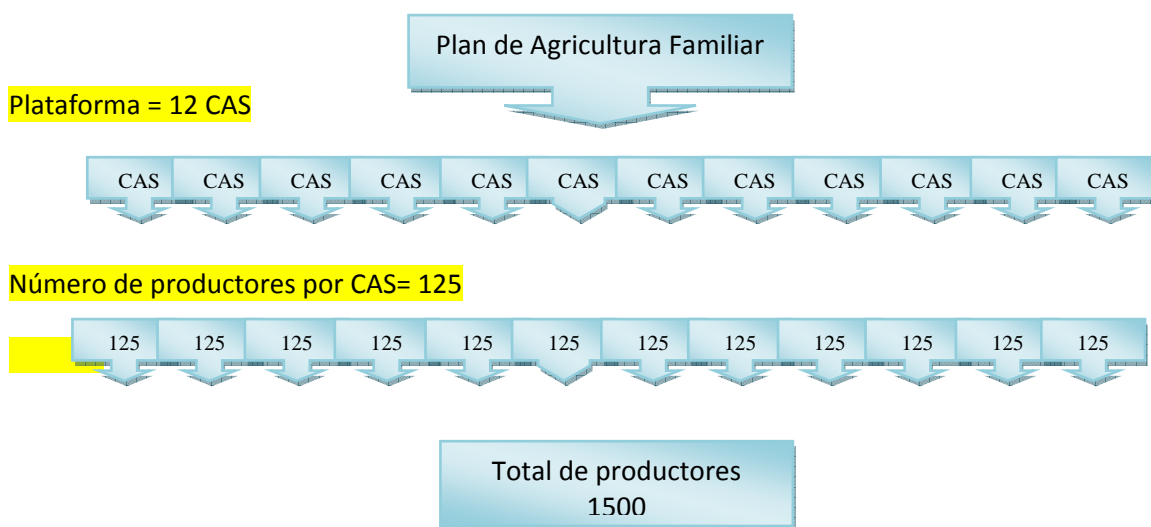 Plan de Agricultura Familiar
Plataforma = 12 CAS
CAS CAS CAS CAS CAS CAS CAS CAS CAS CAS CAS CAS
Número de productores por CAS= 125
125 125 125 125 125 125 125 125 125 125 125 125
Total de productores
1500